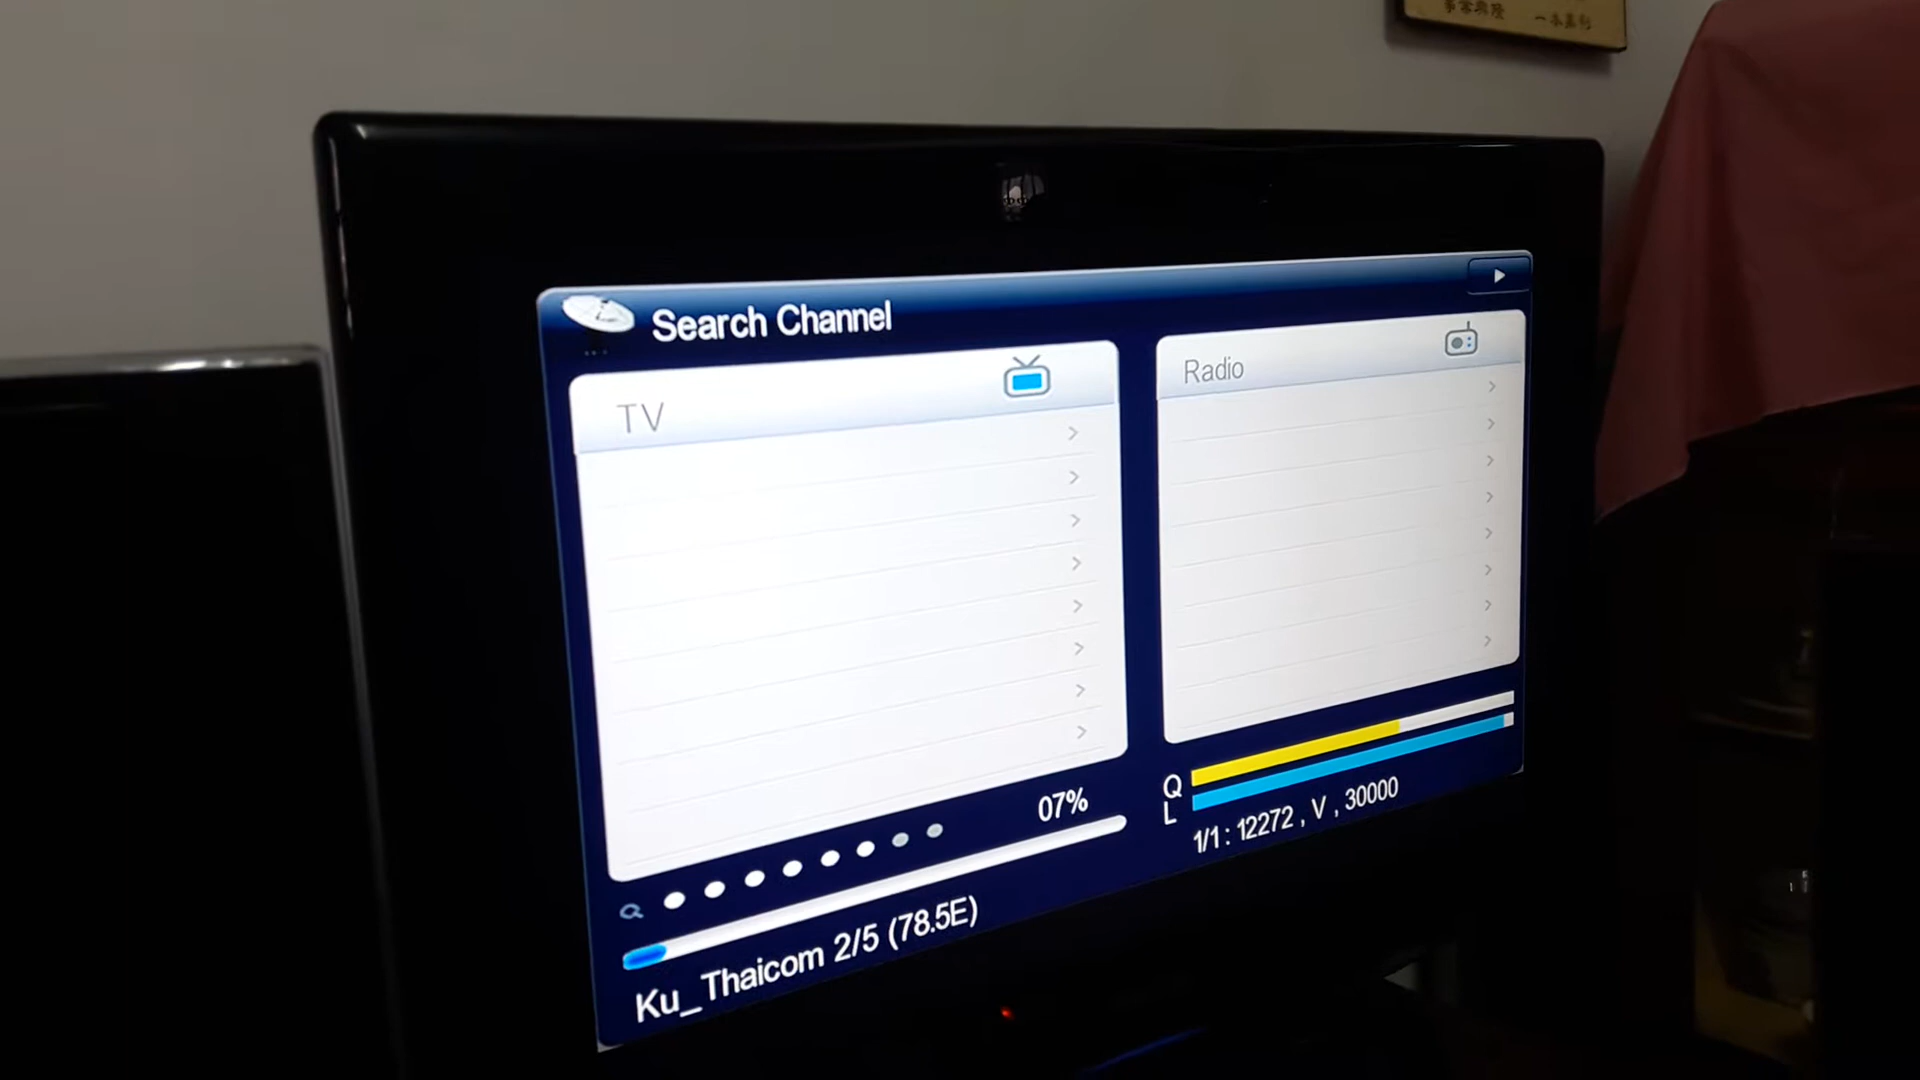 Search Channel
TV
Radio
07%
Q
L
1/1 : 12272 , V , 30000
Ku_Thaicom 2/5 (78.5E)